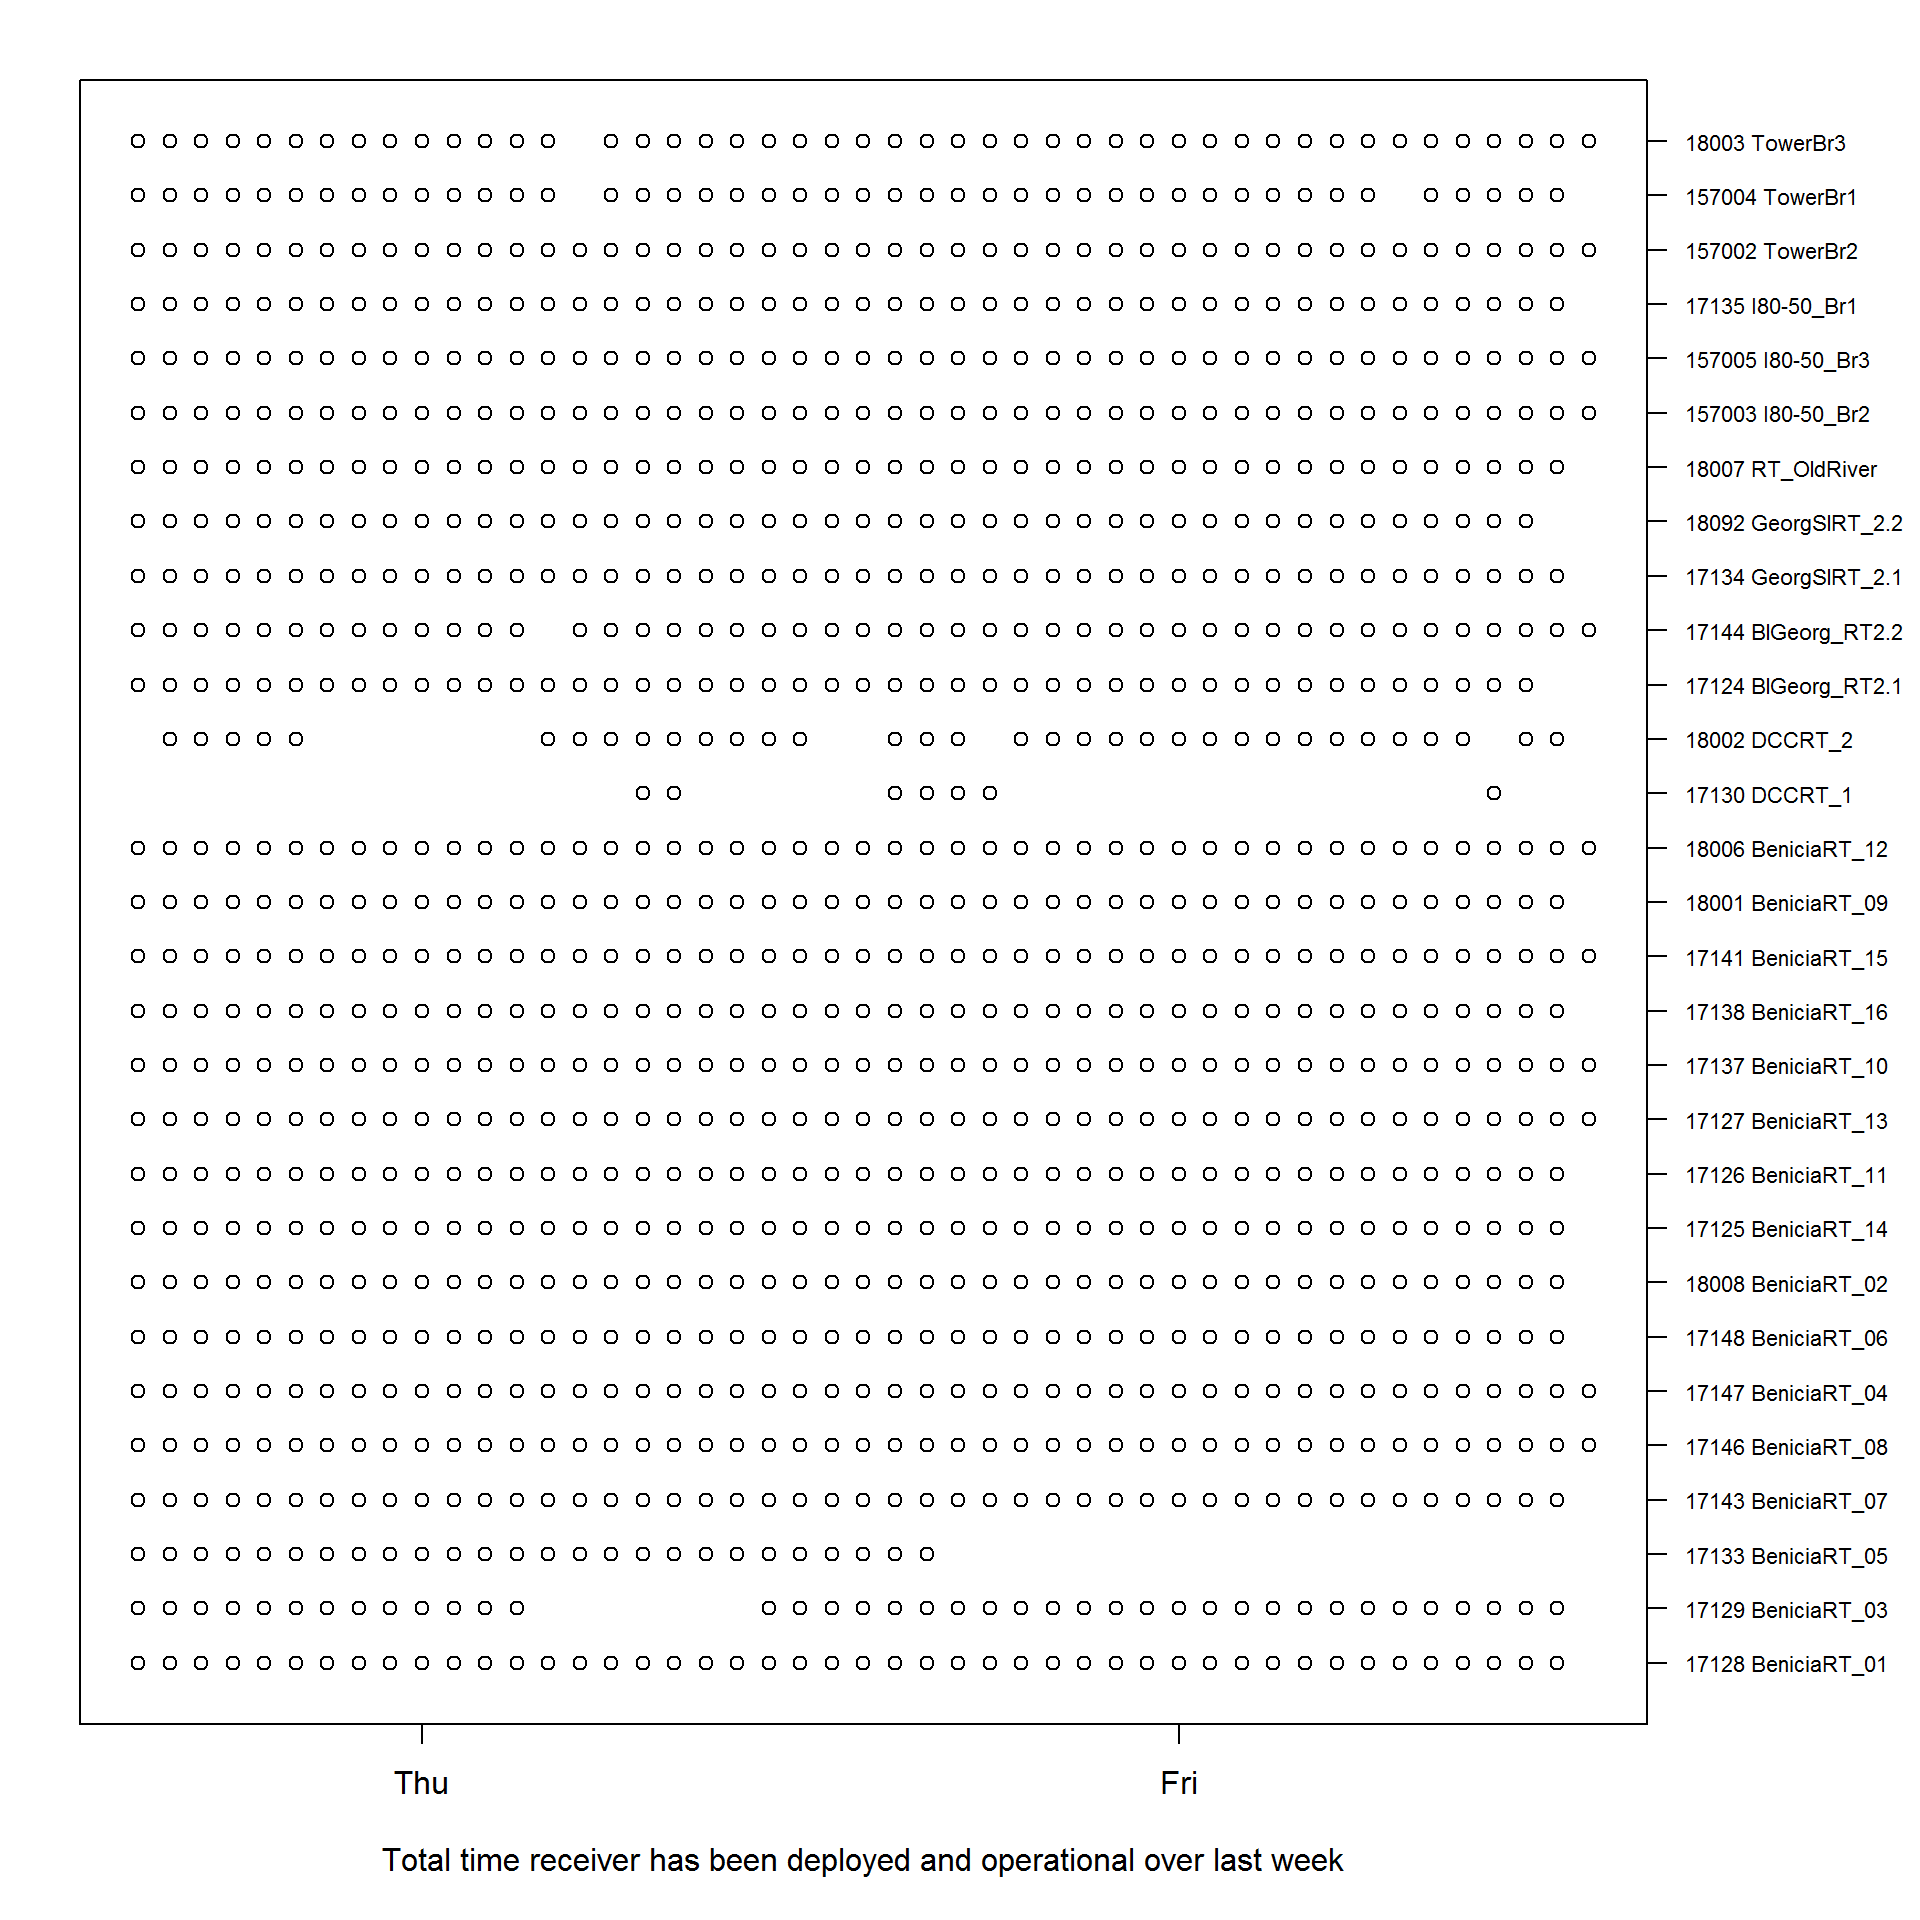 18003 TowerBr3
157004 TowerBr1
157002 TowerBr2
17135 I80-50_Br1
157005 I80-50_Br3
157003 I80-50_Br2
18007 RT_OldRiver
18092 GeorgSlRT_2.2
17134 GeorgSlRT_2.1
17144 BlGeorg_RT2.2
17124 BlGeorg_RT2.1
18002 DCCRT_2
17130 DCCRT_1
18006 BeniciaRT_12
18001 BeniciaRT_09
17141 BeniciaRT_15
17138 BeniciaRT_16
17137 BeniciaRT_10
17127 BeniciaRT_13
17126 BeniciaRT_11
17125 BeniciaRT_14
18008 BeniciaRT_02
17148 BeniciaRT_06
17147 BeniciaRT_04
17146 BeniciaRT_08
17143 BeniciaRT_07
17133 BeniciaRT_05
17129 BeniciaRT_03
17128 BeniciaRT_01
Thu Fri
Total time receiver has been deployed and operational over last week